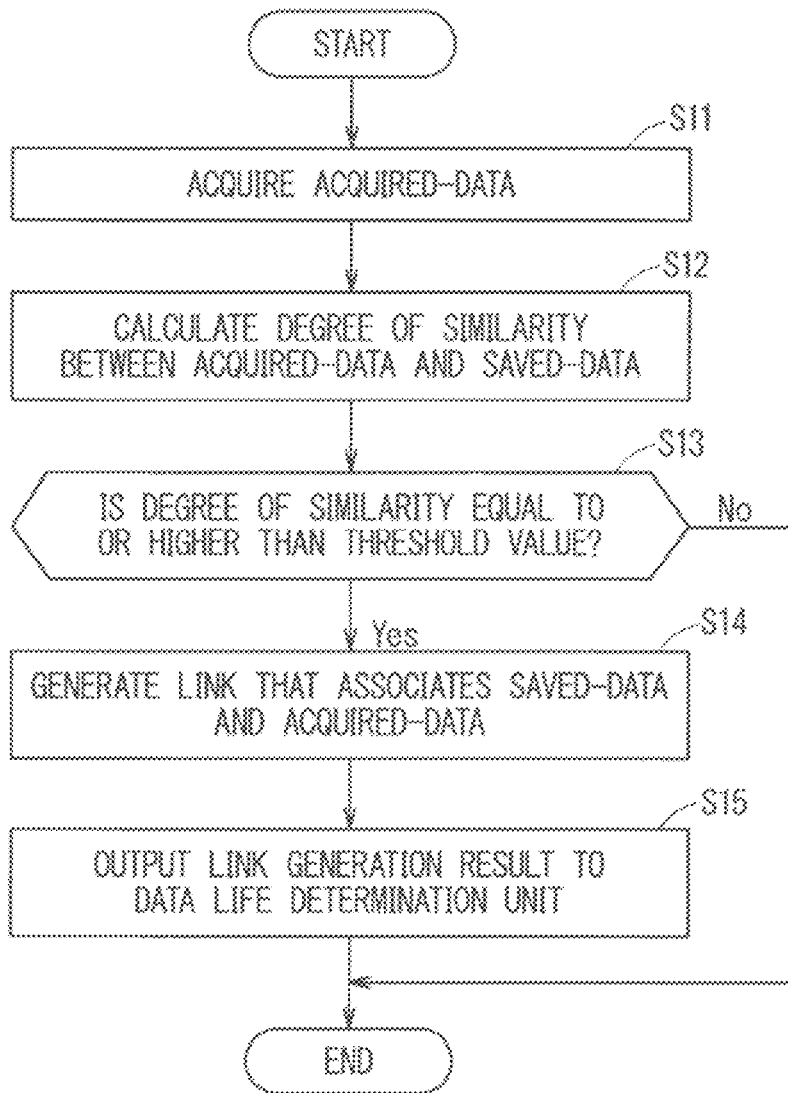 START
S11
ACQUIRE ACQUIRED-DATA
S12
CALCULATE DEGREE OF SIMILARITY
BETWEEN ACQUIRED-DATA AND SAVED-DATA
S13
IS DEGREE OF SIMILARITY EQUAL TO
OR HIGHER THAN THRESHOLD VALUE?
No
Yes
S14
GENERATE LINK THAT ASSOCIATES SAVED-DATA
AND ACQUIRED-DATA
S15
OUTPUT LINK GENERATION RESULT TO
DATA LIFE DETERMINATION UNIT
END